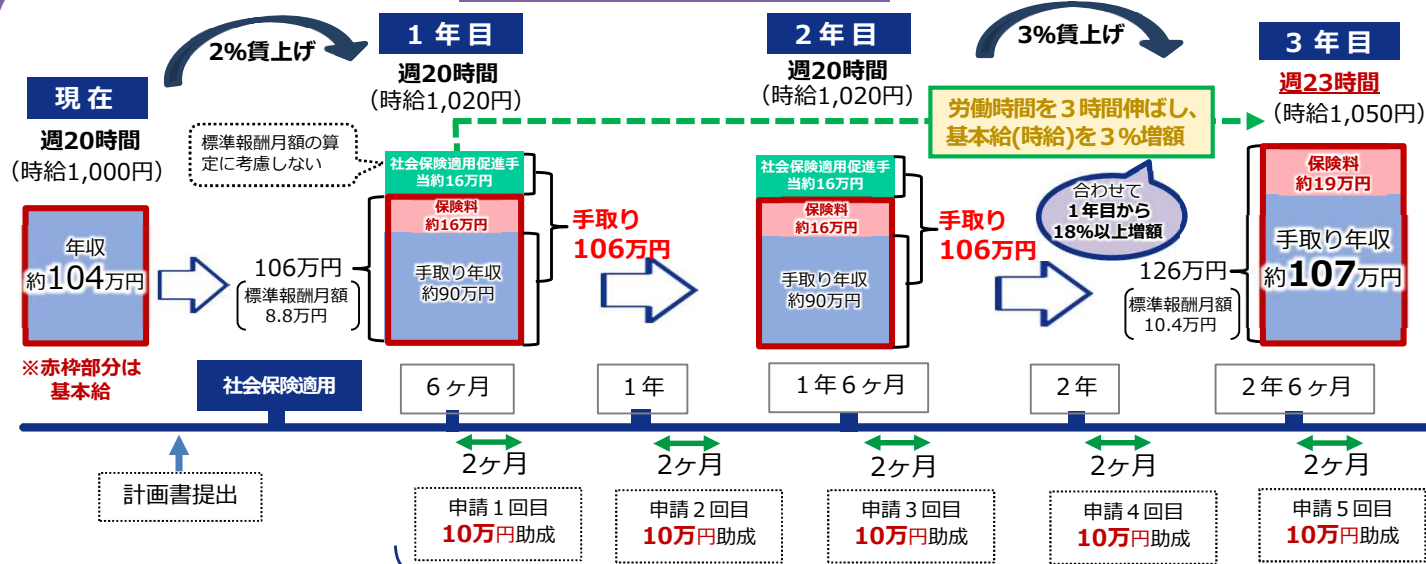 2%賃上げ
3%賃上げ
現在
週20時間
（時給1,000円）
年収
約104万円
※赤枠部分は
基本給
標準報酬月額の算
定に考慮しない
1年目
週20時間
（時給1,020円）
社会保険適用促進手
当約16万円
保険料
約16万円
手取り年収
約90万円
106万円
標準報酬月額
8.8万円
手取り
106万円
2年目
週20時間
（時給1,020円）
社会保険適用促進手
当約16万円
保険料
約16万円
手取り年収
約90万円
手取り
106万円
労働時間を３時間伸ばし、
基本給(時給)を３％増額
合わせて
１年目から
18%以上増額
3年目
週23時間
（時給1,050円）
保険料
約19万円
手取り年収
約107万円
126万円
標準報酬月額
10.4万円
社会保険適用
６ヶ月
１年
１年６ヶ月
２年
２年６ヶ月
2ヶ月
2ヶ月
2ヶ月
2ヶ月
2ヶ月
計画書提出
申請１回目
10万円助成
申請２回目
10万円助成
申請３回目
10万円助成
申請４回目
10万円助成
申請５回目
10万円助成